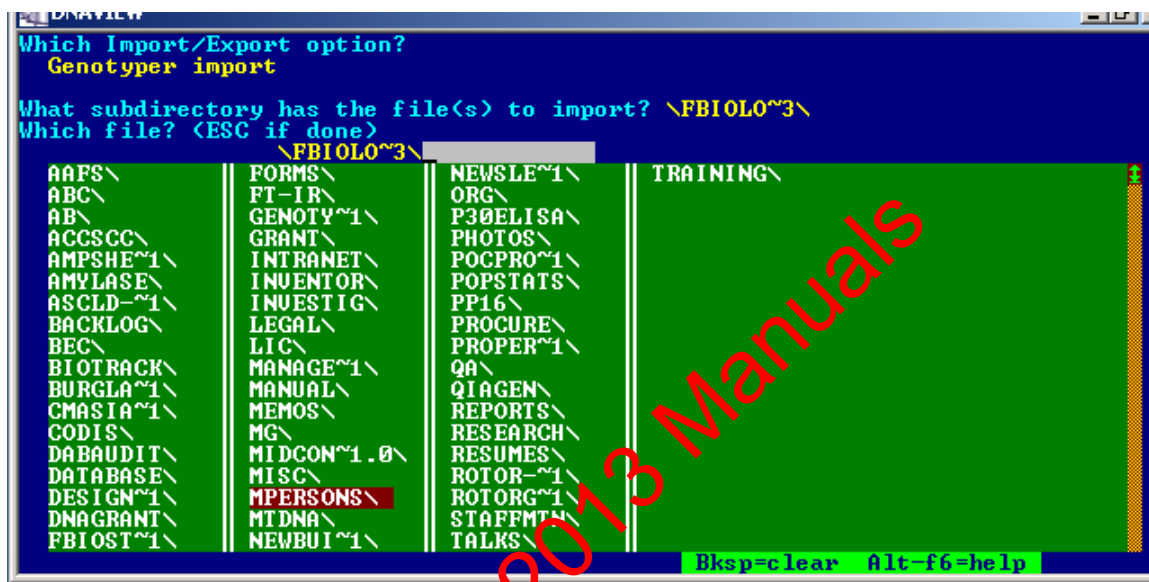 DNAVIEW
Which Import/Export option?
Genotyper import
What subdirectory has the file(s) to import? \FBIOLO~3\
Which file? (ESC if done)
\FBIOLO~3\
AAFS\ FORMS\ NEWSLE~1\ TRAINING\
ABC\ FT-IR\ ORG\
AB\ GENOTY~1\ P30ELISA\
ACCSCC\ GRANT\ PHOTOS\
AMPSHE~1\ INTRANET\ POCPRO~1\
AMYLASE\ INVENTOR\ POPSTATS\
ASCLD-~1\ INVESTIG\ PP16\
BACKLOG\ LEGAL\ PROCURE\
BEC\ LIC\ PROPER~1\
BIOTRACK\ MANAGE~1\ QA\
BURGLA~1\ MANUAL\ QIAGEN\
CMASIA~1\ MEMOS\ REPORTS\
CODIS\ MG\ RESEARCH\
DABAUDIT\ MIDCON~1.0\ RESUMES\
DATABASE\ MISC\ ROTOR-~1\
DESIGN~1\ MPERSONS\ ROTORG~1\
DNAGRANT\ MTDNA\ STAFFMTN\
FBIOST~1\ NEWBUI~1\ TALKS\
Bksp=clear Alt-f6=help
2013 Manuals